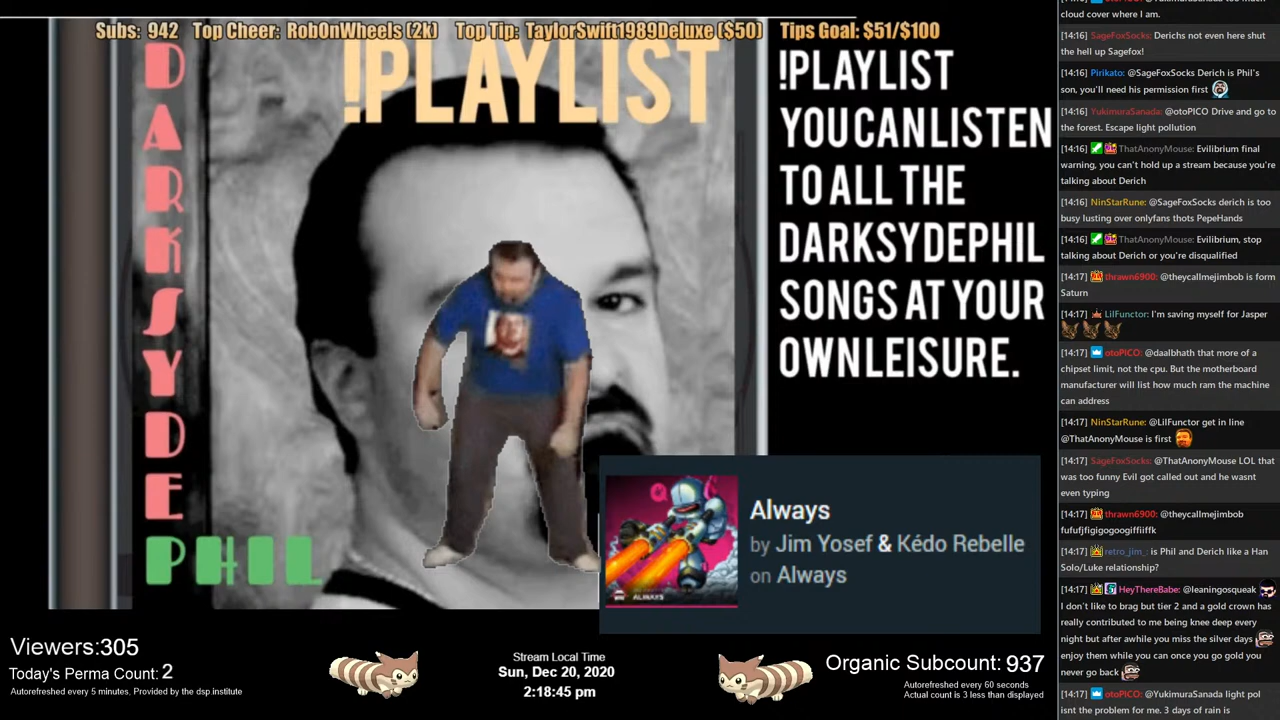 Subs: 942 Top Cheer: RobOnWheels (2k) Top Tip: TaylorSwift1989Deluxe ($50) Tips Goal: $51/$100
DARKSYDE
PHIL
!PLAYLIST
!PLAYLIST
YOU CAN LISTEN
TO ALL THE
DARKSYDEPHIL
SONGS AT YOUR
OWN LEISURE.
ALWAYS
Always
by Jim Yosef & Kédo Rebelle
on Always
Viewers:305
Today's Perma Count: 2
Autorefreshed every 5 minutes, Provided by the dsp.institute
Stream Local Time
Sun, Dec 20, 2020
2:18:45 pm
Organic Subcount: 937
Autorefreshed every 60 seconds
Actual count is 3 less than displayed
cloud cover where I am.
[14:16] SageFoxSocks: Derichs not even here shut
the hell up Sagefox!
[14:16] Pirikato: @SageFoxSocks Derich is Phil's
son, you'll need his permission first
[14:16] YukimuraSanada: @otoPICO Drive and go to
the forest. Escape light pollution
[14:16] ThatAnonyMouse: Evilibrium final
warning, you can't hold up a stream because you're
talking about Derich
[14:16] NinStarRune: @SageFoxSocks derich is too
busy lusting over onlyfans thots PepeHands
[14:16] ThatAnonyMouse: Evilibrium, stop
talking about Derich or you're disqualified
[14:17] thrawn6900: @theycallmejimbob is form
Saturn
[14:17] LilFunctor: I'm saving myself for Jasper
[14:17] otoPICO: @daalbhath that more of a
chipset limit, not the cpu. But the motherboard
manufacturer will list how much ram the machine
can address
[14:17] NinStarRune: @LilFunctor get in line
@ThatAnonyMouse is first
[14:17] SageFoxSocks: @ThatAnonyMouse LOL that
was too funny Evil got called out and he wasnt
even typing
[14:17] thrawn6900: @theycallmejimbob
fufufjfigigogoogiffiiffk
[14:17] retro_jim_: is Phil and Derich like a Han
Solo/Luke relationship?
[14:17] HeyThereBabe: @leaningosqueak
I don't like to brag but tier 2 and a gold crown has
really contributed to me being knee deep every
night but after awhile you miss the silver days
enjoy them while you can once you go gold you
never go back
[14:17] otoPICO: @YukimuraSanada light pol
isnt the problem for me. 3 days of rain is